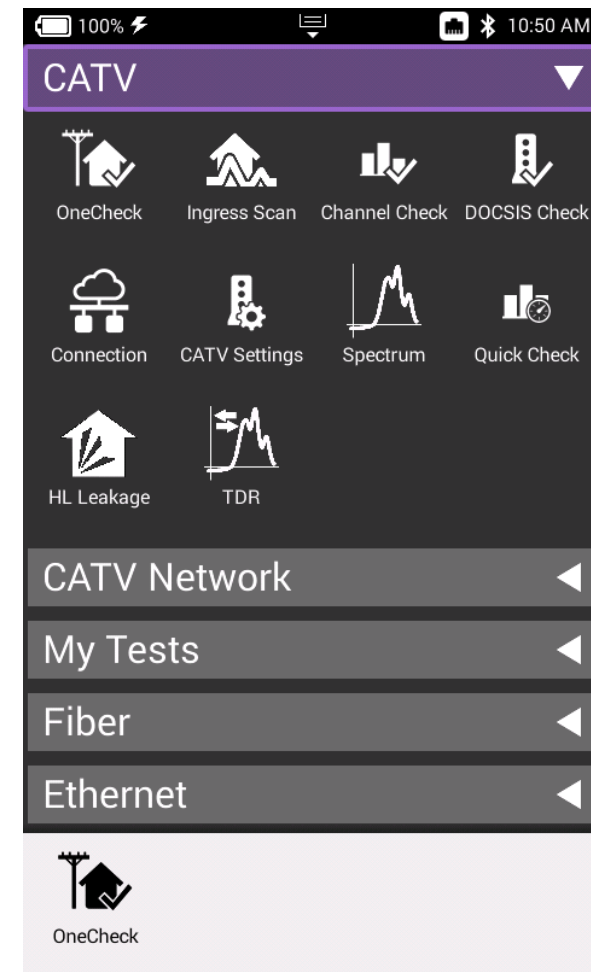 100% 10:50 AM
CATV
OneCheck Ingress Scan Channel Check DOCSIS Check
Connection CATV Settings Spectrum Quick Check
HL Leakage TDR
CATV Network
My Tests
Fiber
Ethernet
OneCheck